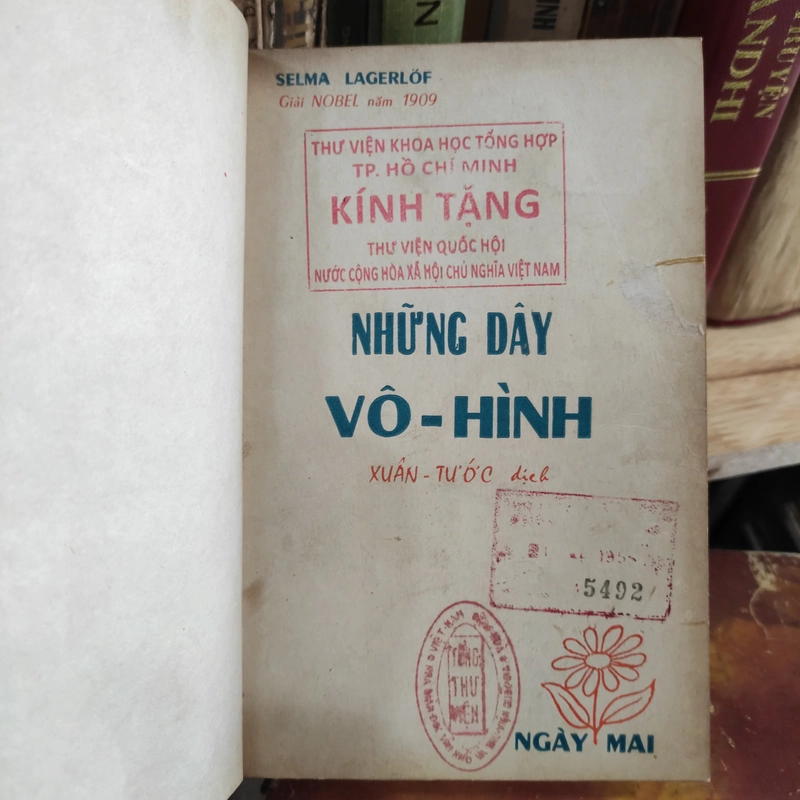 SELMA LAGERLÖF
Giải NOBEL năm 1909
THƯ VIỆN KHOA HỌC TỔNG HỢP
TP. HỒ CHÍ MINH
KÍNH TẶNG
THƯ VIỆN QUỐC HỘI
NƯỚC CỘNG HÒA XÃ HỘI CHỦ NGHĨA VIỆT NAM
NHỮNG DÂY
VÔ-HÌNH
XUÂN-TƯỚC dịch
5492
TỔNG
THƯ
VIỆN
NGÀY MAI
TRUYỆN
ANDHI